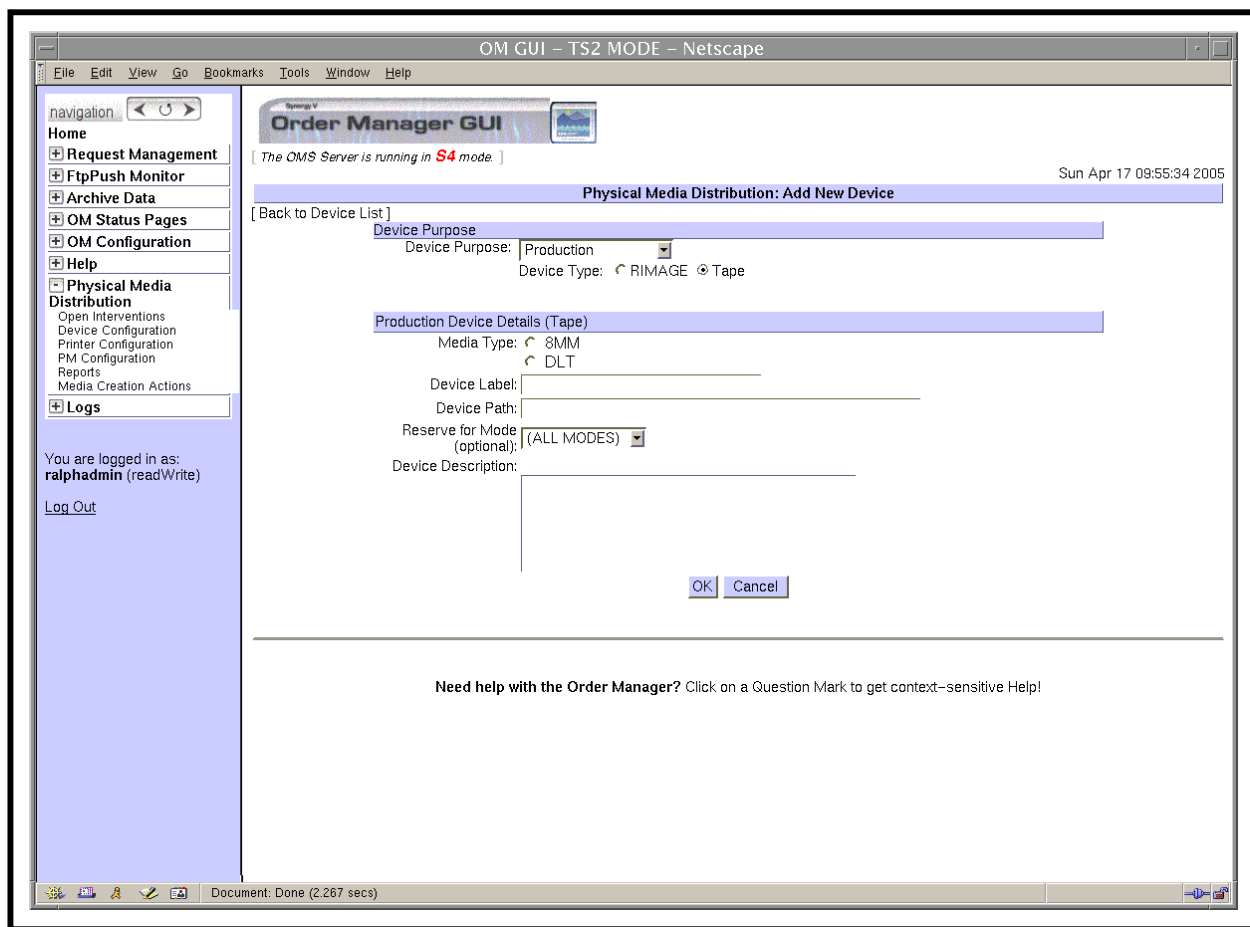 OM GUI – TS2 MODE – Netscape
File Edit View Go Bookmarks Tools Window Help
navigation
Home
Request Management
FtpPush Monitor
Archive Data
OM Status Pages
OM Configuration
Help
Physical Media
Distribution
Open Interventions
Device Configuration
Printer Configuration
PM Configuration
Reports
Media Creation Actions
Logs
You are logged in as:
ralphadmin (readWrite)
Log Out
Synergy V
Order Manager GUI
[ The OMS Server is running in S4 mode. ]
Sun Apr 17 09:55:34 2005
Physical Media Distribution: Add New Device
[ Back to Device List ]
Device Purpose
Device Purpose: Production
Device Type: RIMAGE Tape
Production Device Details (Tape)
Media Type: 8MM
DLT
Device Label:
Device Path:
Reserve for Mode
(optional): (ALL MODES)
Device Description:
OK Cancel
Need help with the Order Manager? Click on a Question Mark to get context–sensitive Help!
Document: Done (2.267 secs)